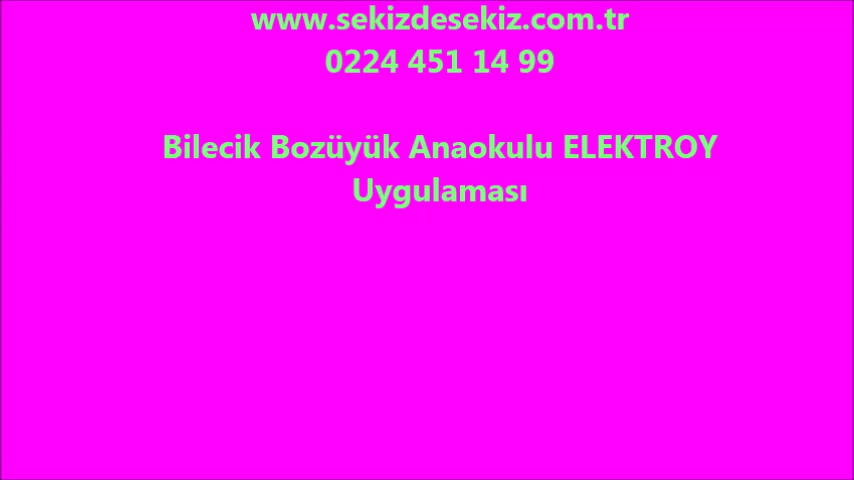 www.sekizdesekiz.com.tr
0224 451 14 99
Bilecik Bozüyük Anaokulu ELEKTROY
Uygulaması